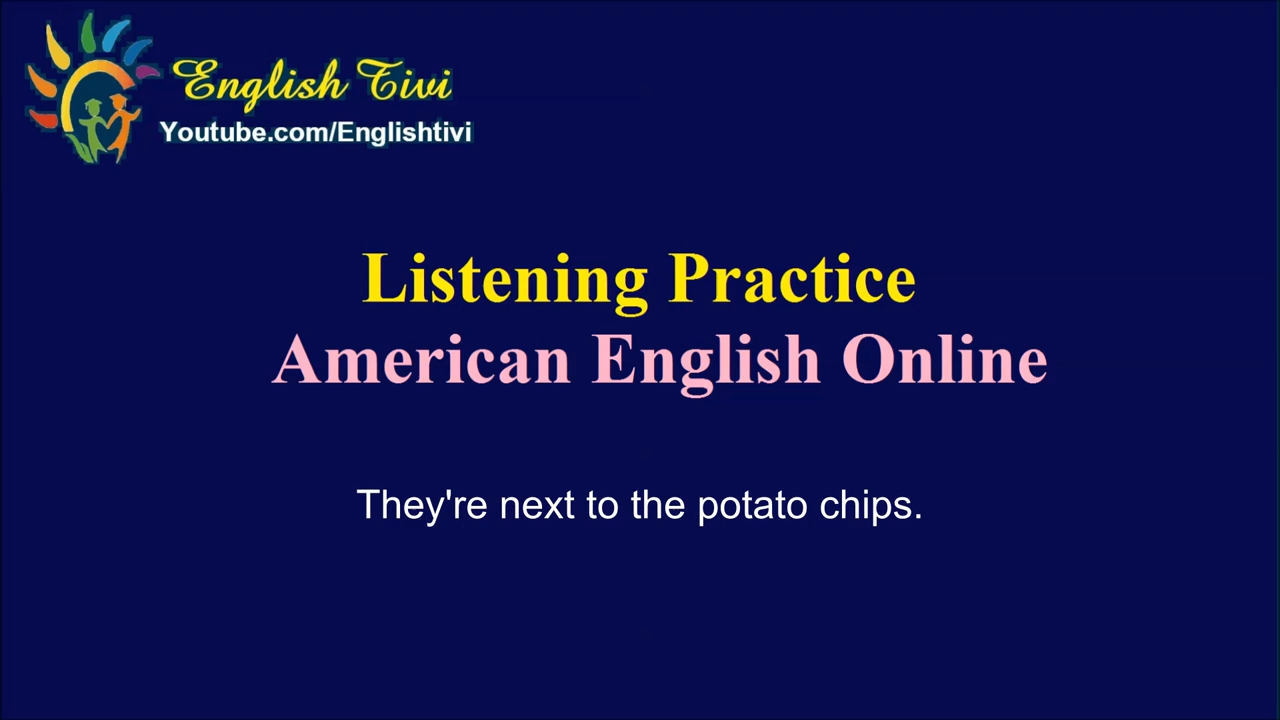 English Tivi
Youtube.com/Englishtivi
Listening Practice
American English Online
They're next to the potato chips.